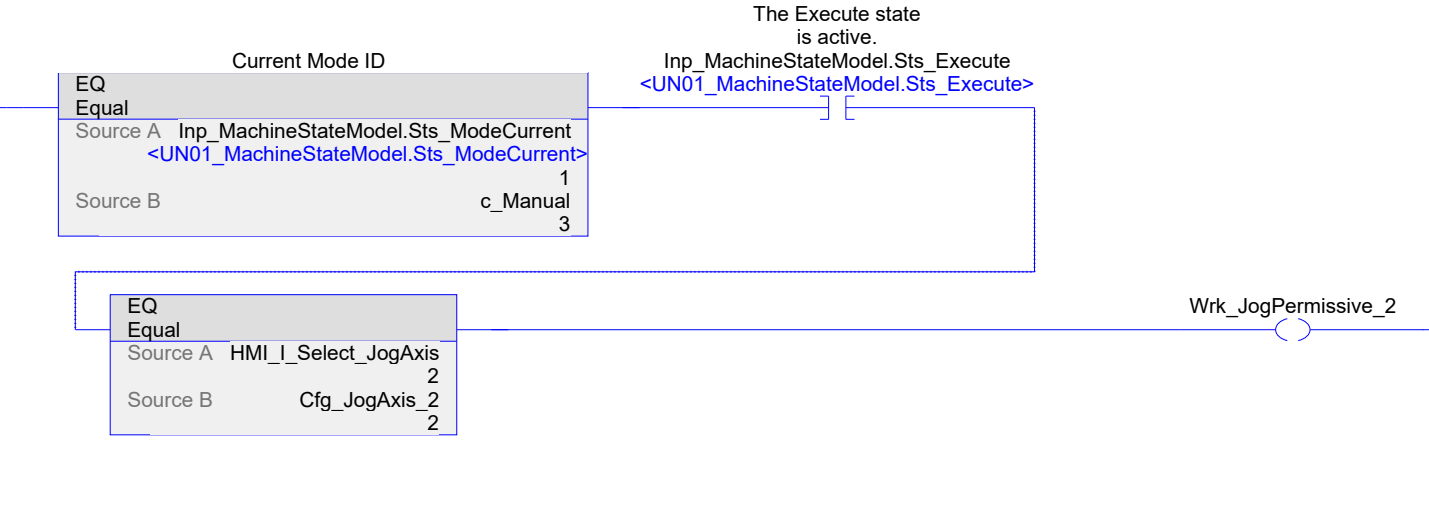 The Execute state
is active.
Current Mode ID
Inp_MachineStateModel.Sts_Execute
<UN01_MachineStateModel.Sts_Execute>
EQ
Equal
Source A Inp_MachineStateModel.Sts_ModeCurrent
<UN01_MachineStateModel.Sts_ModeCurrent>
1
Source B c_Manual
3
EQ
Equal
Source A HMI_I_Select_JogAxis
2
Source B Cfg_JogAxis_2
2
Wrk_JogPermissive_2